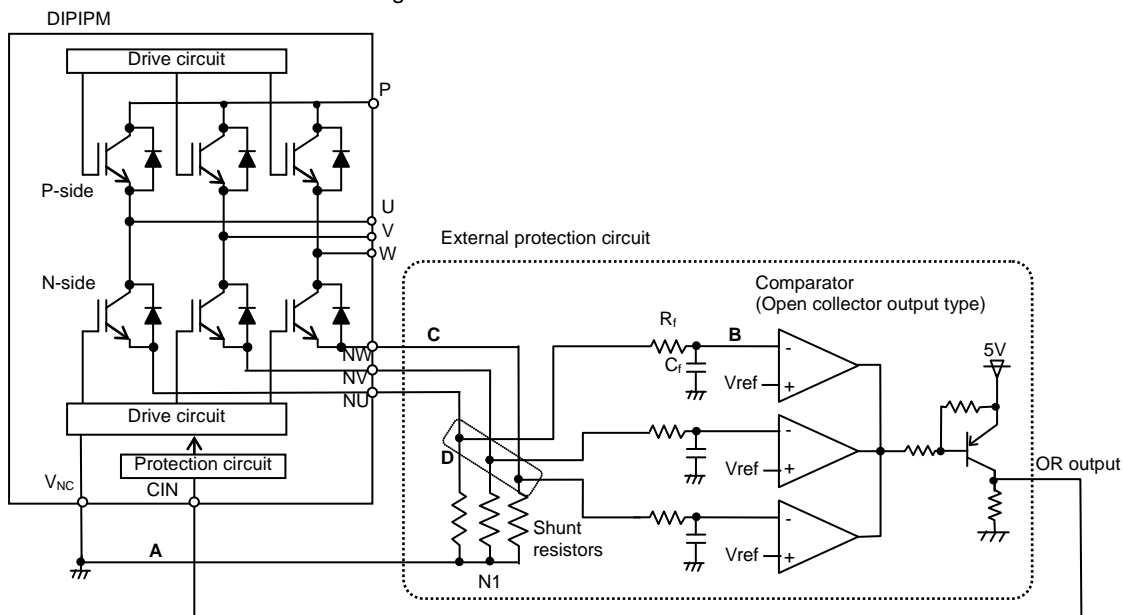 DIPIPM
Drive circuit
P
P-side
U
V
W
External protection circuit
N-side
Comparator
(Open collector output type)
Rf
B
C
-
5V
Cf
Vref
+
NW
NV
NU
Drive circuit
-
D
Vref
+
OR output
Protection circuit
VNC
CIN
-
Shunt
resistors
Vref
+
A
N1